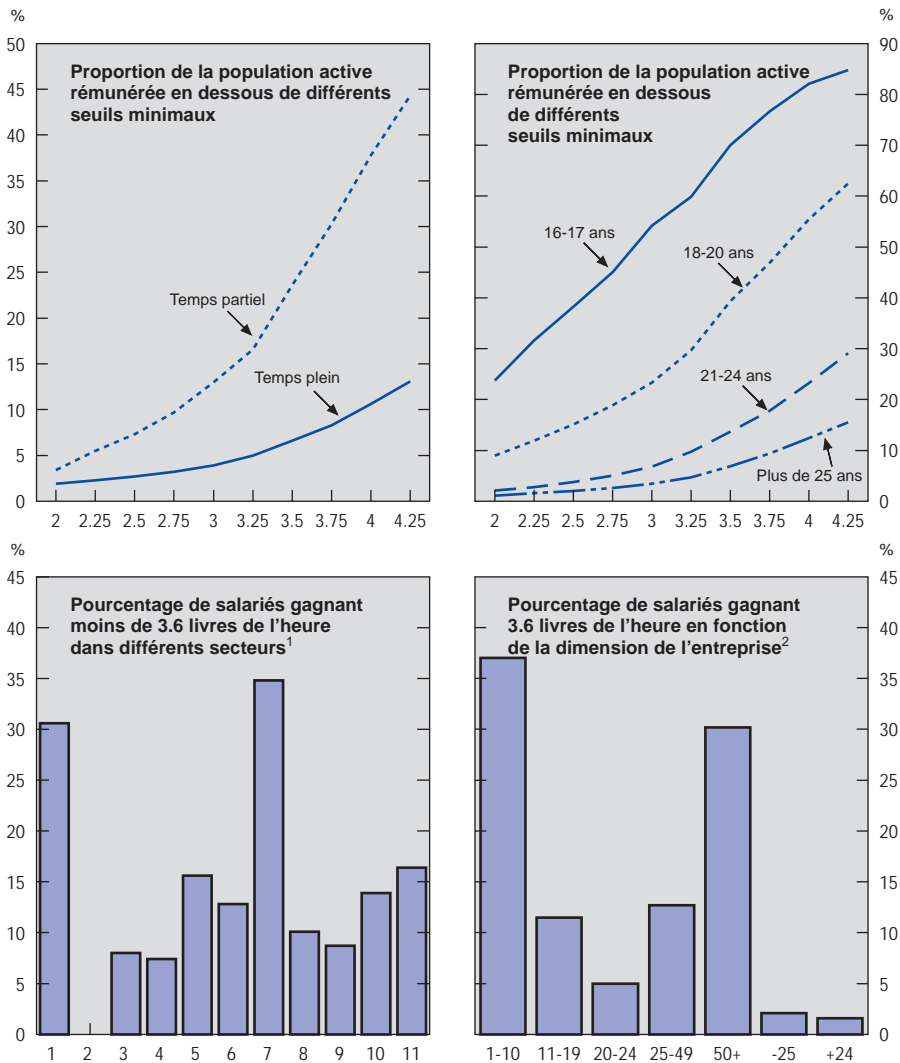 %
50
45
40
35
30
25
20
15
10
5
0
Proportion de la population active
rémunérée en dessous de différents
seuils minimaux
Temps partiel
Temps plein
2 2.25 2.5 2.75 3 3.25 3.5 3.75 4 4.25
%
90
80
70
60
50
40
30
20
10
0
Proportion de la population active
rémunérée en dessous
de différents
seuils minimaux
16-17 ans
18-20 ans
21-24 ans
Plus de 25 ans
2 2.25 2.5 2.75 3 3.25 3.5 3.75 4 4.25
%
45
40
35
30
25
20
15
10
5
0
Pourcentage de salariés gagnant
moins de 3.6 livres de l'heure
dans différents secteurs1
1 2 3 4 5 6 7 8 9 10 11
%
45
40
35
30
25
20
15
10
5
0
Pourcentage de salariés gagnant
3.6 livres de l'heure en fonction
de la dimension de l'entreprise2
1-10 11-19 20-24 25-49 50+ -25 +24